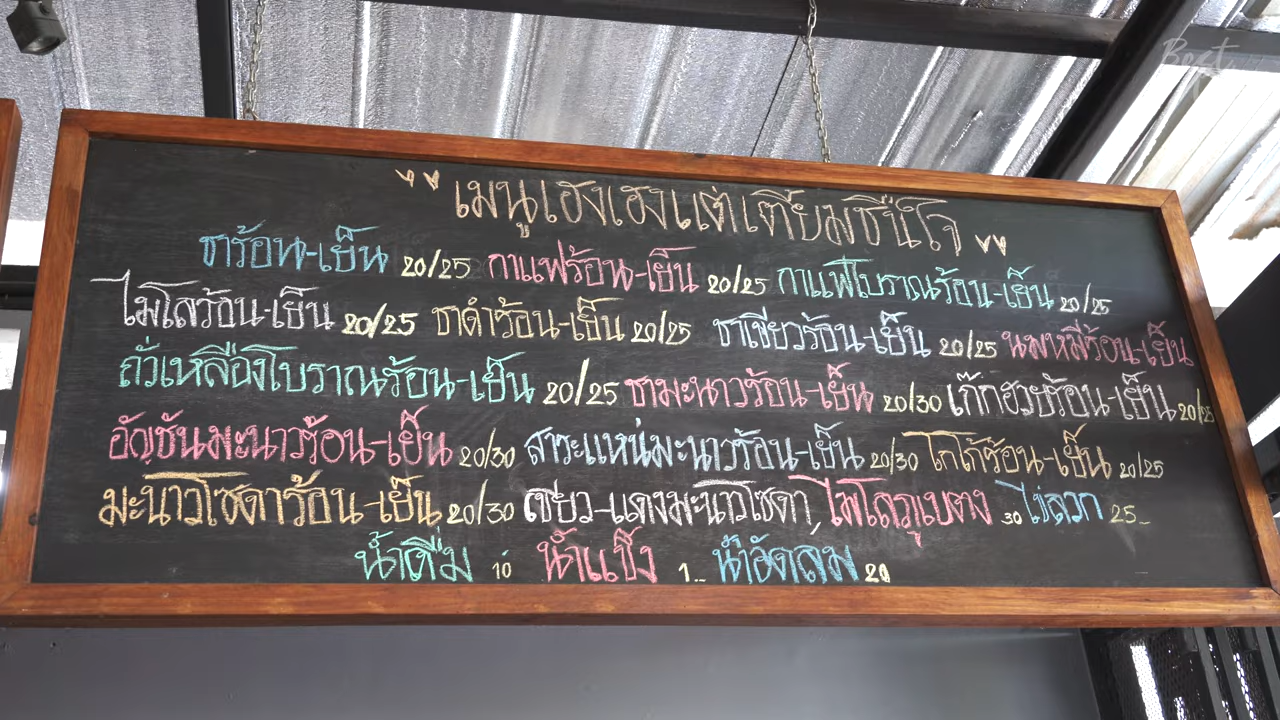 "เมนูเฮงเฮงแต่เตี๊ยมชื่นใจ"
ชาร้อน-เย็น 20/25 กาแฟร้อน-เย็น 20/25 กาแฟโบราณร้อน-เย็น 20/25
ไมโลร้อน-เย็น 20/25 ชาดำร้อน-เย็น 20/25 ชาเขียวร้อน-เย็น 20/25 นมหมีร้อน-เย็น
ถั่วเหลืองโบราณร้อน-เย็น 20/25 ชามะนาวร้อน-เย็น 20/30 เก๊กฮวยร้อน-เย็น 20/25
อัญชันมะนาวร้อน-เย็น 20/30 สาระแหน่มะนาวร้อน-เย็น 20/30 โกโก้ร้อน-เย็น 20/25
มะนาวโซดาร้อน-เย็น 20/30 เขียว-แดงมะนาวโซดา, ไมโลภูเบตง 30 ไข่ลวก 25_
น้ำดื่ม 10 น้ำแข็ง 1_ น้ำอัดลม 20